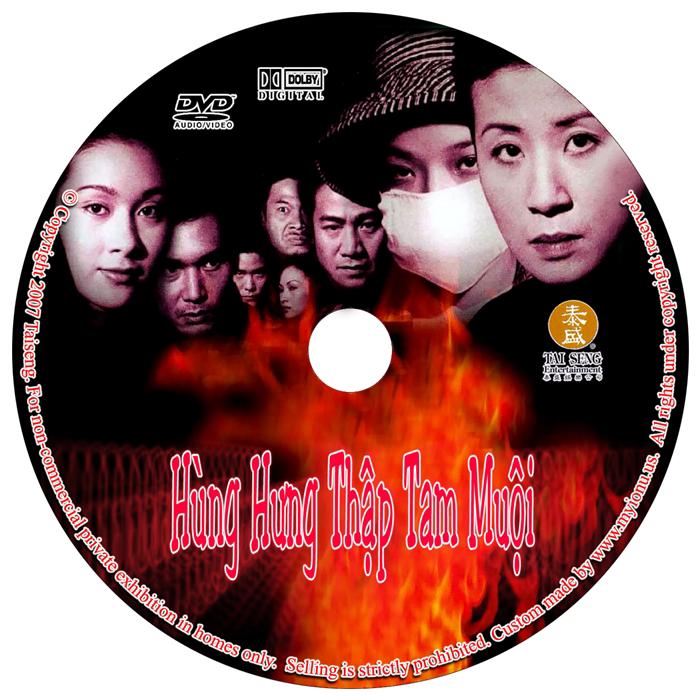 DVD
AUDIO/VIDEO
DOLBY
DIGITAL
泰盛
TAI SENG
Entertainment
Hùng Hưng Thập Tam Muội
© Copyright 2007 Taiseng. For non-commercial private exhibition in homes only. Selling is strictly prohibited. Custom made by www.myionu.us. All rights under copyright reserved.